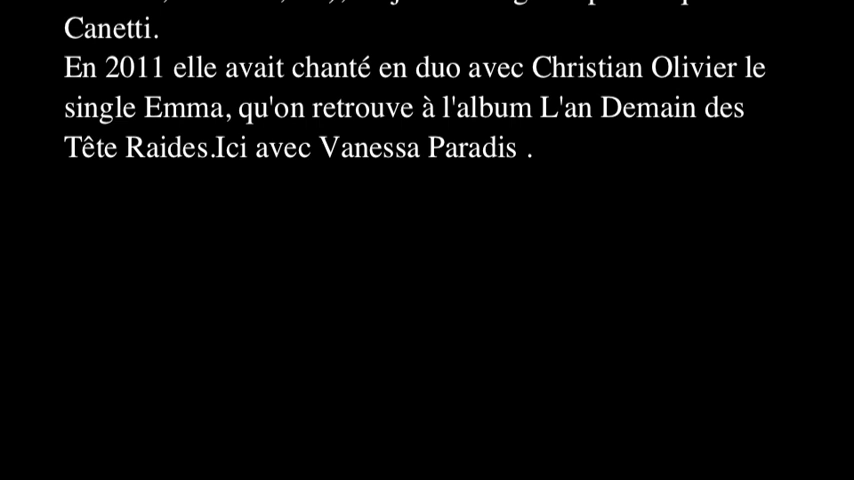 Canetti.
En 2011 elle avait chanté en duo avec Christian Olivier le
single Emma, qu'on retrouve à l'album L'an Demain des
Tête Raides.Ici avec Vanessa Paradis .